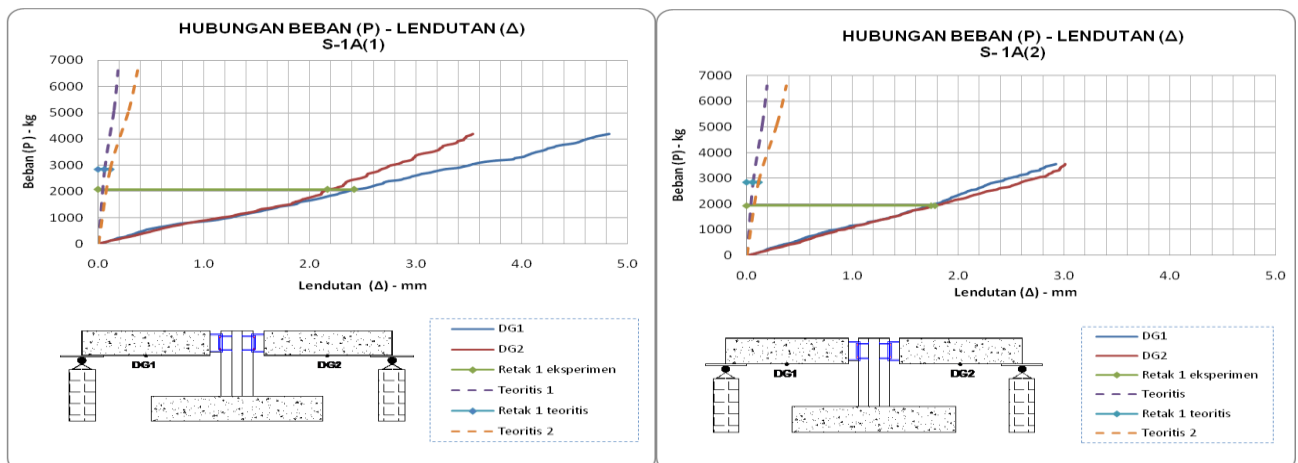 HUBUNGAN BEBAN (P) - LENDUTAN (Δ)
S-1A(1)
7000
6000
5000
4000
3000
2000
1000
0
Beban (P) - kg
0.0 1.0 2.0 3.0 4.0 5.0
Lendutan (Δ) - mm
DG1 DG2
DG1
DG2
Retak 1 eksperimen
Teoritis 1
Retak 1 teoritis
Teoritis 2
HUBUNGAN BEBAN (P) - LENDUTAN (Δ)
S- 1A(2)
7000
6000
5000
4000
3000
2000
1000
0
Beban (P) - kg
0.0 1.0 2.0 3.0 4.0 5.0
Lendutan (Δ) - mm
DG1 DG2
DG1
DG2
Retak 1 eksperimen
Teoritis
Retak 1 teoritis
Teoritis 2